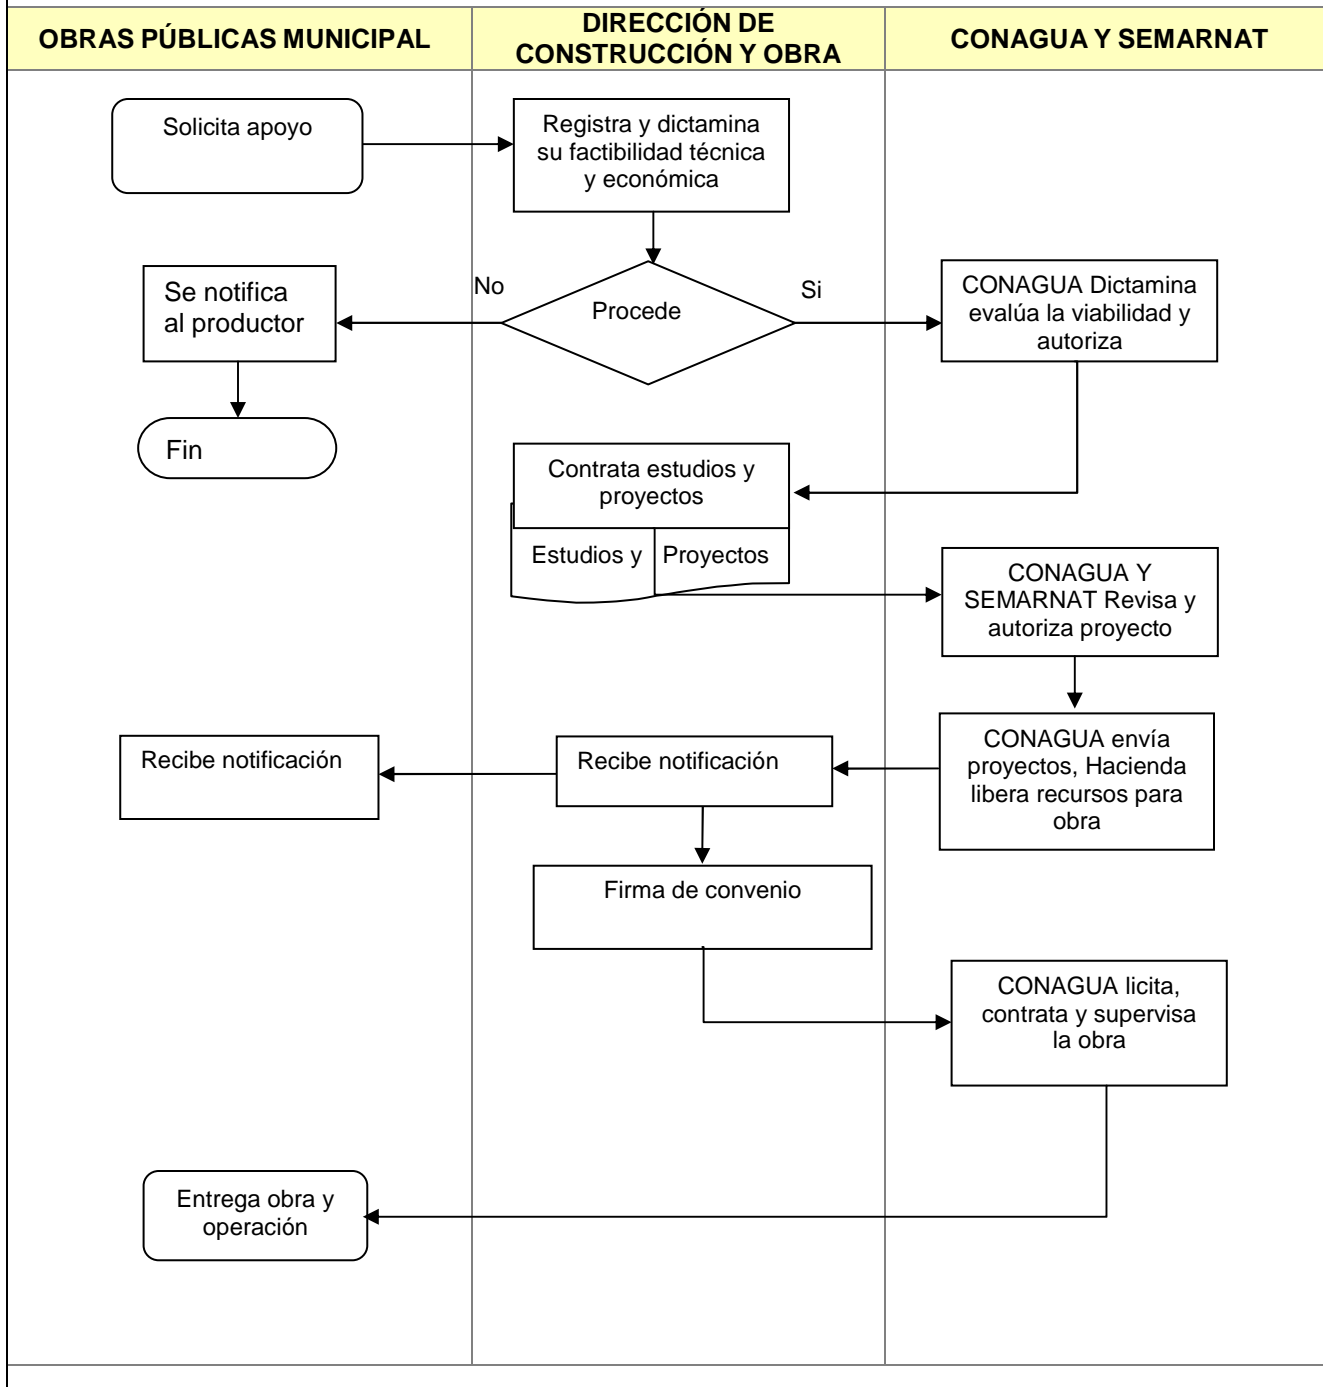 OBRAS PÚBLICAS MUNICIPAL
DIRECCIÓN DE
CONSTRUCCIÓN Y OBRA
CONAGUA Y SEMARNAT
Solicita apoyo
Registra y dictamina
su factibilidad técnica
y económica
Se notifica
al productor
No
Procede
Si
CONAGUA Dictamina
evalúa la viabilidad y
autoriza
Fin
Contrata estudios y
proyectos
Estudios y
Proyectos
CONAGUA Y
SEMARNAT Revisa y
autoriza proyecto
Recibe notificación
Recibe notificación
CONAGUA envía
proyectos, Hacienda
libera recursos para
obra
Firma de convenio
CONAGUA licita,
contrata y supervisa
la obra
Entrega obra y
operación